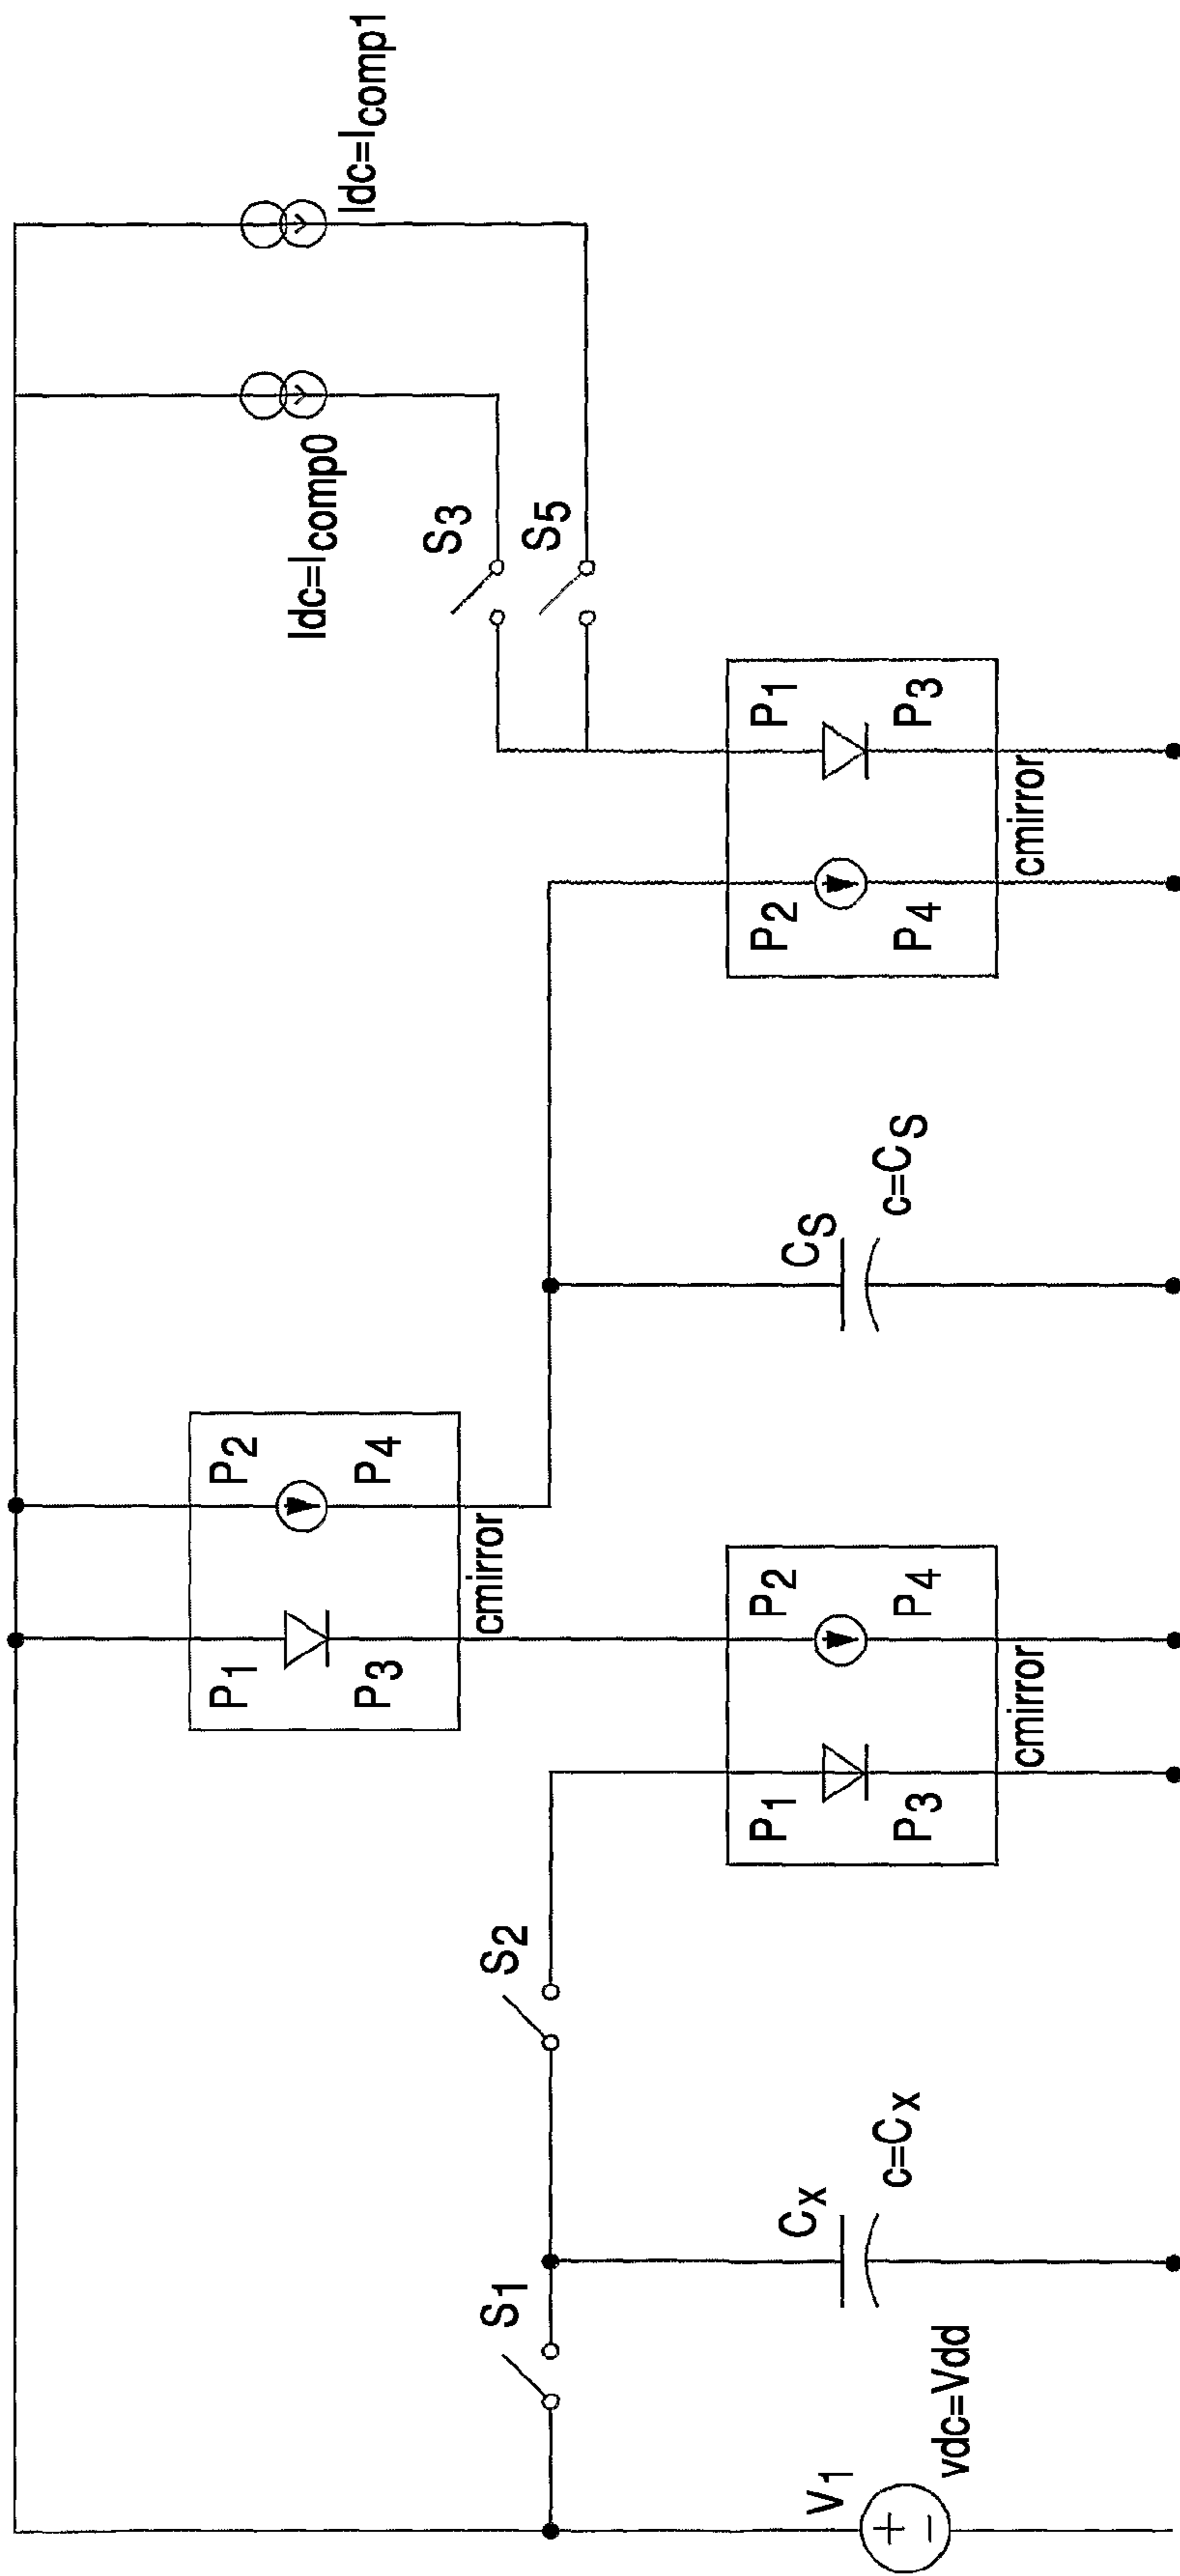 Idc=Icomp0
Idc=Icomp1
P1 P2
P3 P4
cmirror
S3
S5
S1
S2
V1
vdc=Vdd
Cx
c=Cx
P1 P2
P3 P4
cmirror
CS
c=CS
P2 P1
P4 P3
cmirror